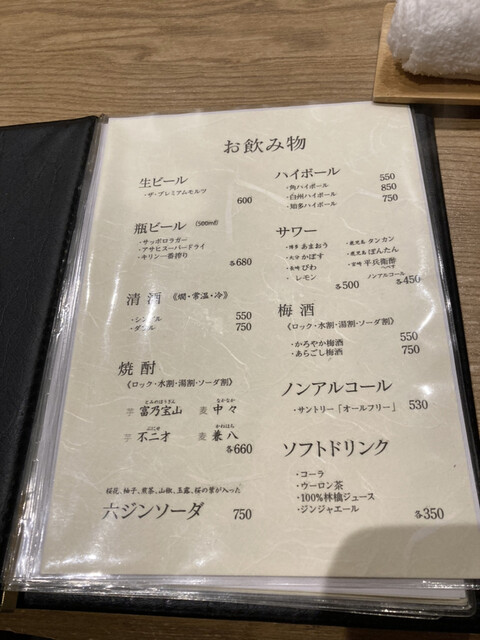 お飲み物
生ビール
・ザ・プレミアムモルツ
600
瓶ビール (500ml)
・サッポロラガー
・アサヒスーパードライ
・キリン一番搾り
各680
清酒 《燗・常温・冷》
・シングル 550
・ダブル 750
焼酎
《ロック・水割・湯割・ソーダ割》
とみのほうざん なかなか
芋 富乃宝山 麦 中々
ぶにせ かねはち
芋 不二才 麦 兼八
各660
桜花、柚子、煎茶、山椒、玉露、桜の葉が入った
六ジンソーダ 750
ハイボール
・角ハイボール 550
・白州ハイボール 850
・知多ハイボール 750
サワー
・博多 あまおう ・鹿児島 タンカン
・大分 かぼす ・鹿児島 ぽんたん
・長崎 びわ ・宮崎 平兵衛酢
へべす
・レモン ノンアルコール
各500 各450
梅酒
《ロック・水割・湯割・ソーダ割》
・かろやか梅酒 550
・あらごし梅酒 750
ノンアルコール
・サントリー「オールフリー」 530
ソフトドリンク
・コーラ
・ウーロン茶
・100%林檎ジュース
・ジンジャエール 各350